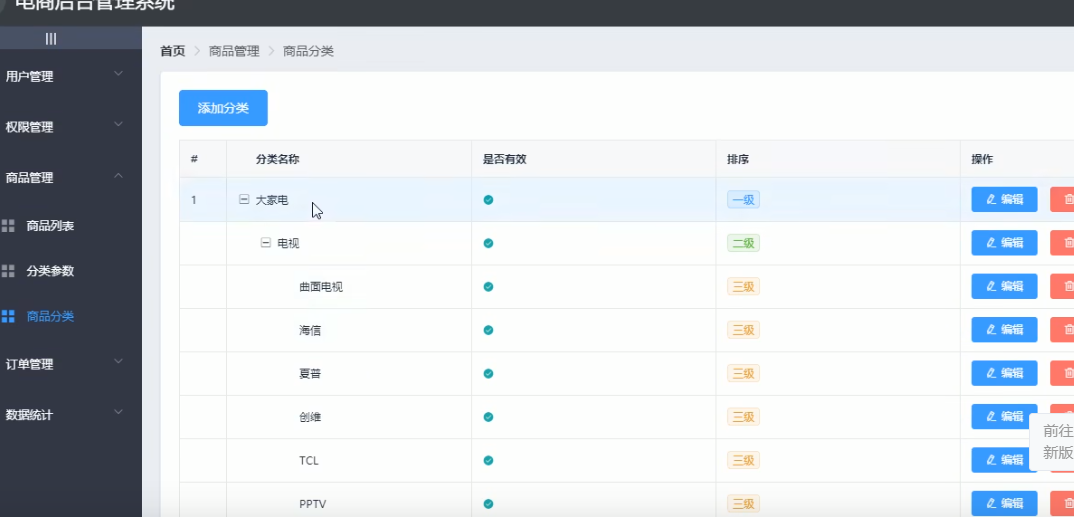 电商后台管理系统
|||
首页 > 商品管理 > 商品分类
用户管理
权限管理
商品管理
商品列表
分类参数
商品分类
订单管理
数据统计
添加分类
# 分类名称 是否有效 排序 操作
1 大家电 一级 编辑
电视 二级 编辑
曲面电视 三级 编辑
海信 三级 编辑
夏普 三级 编辑
创维 三级 编辑
TCL 三级 编辑
PPTV 三级 编辑
前往
新版